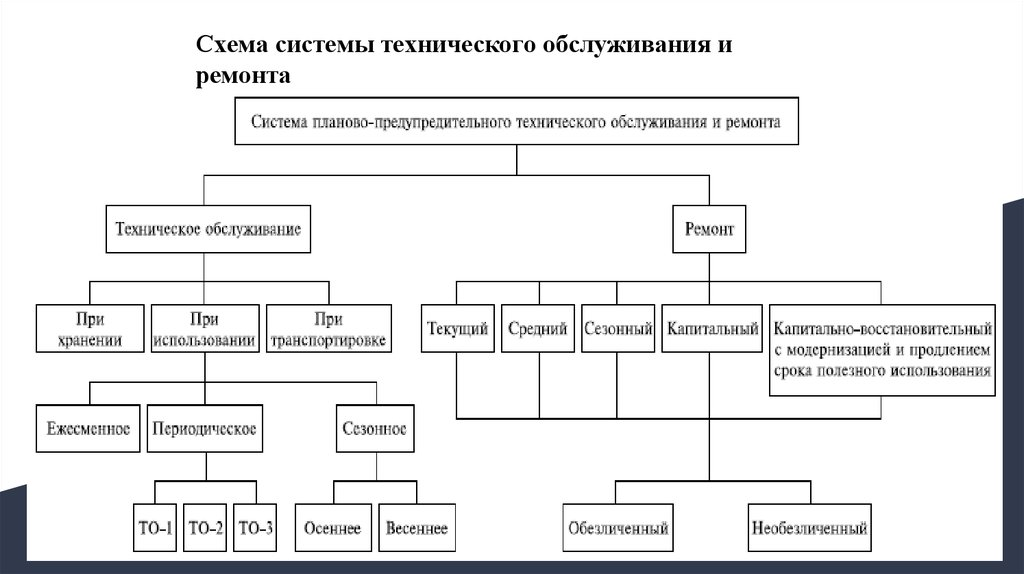 Схема системы технического обслуживания и
ремонта
Система планово-предупредительного технического обслуживания и ремонта
Техническое обслуживание
Ремонт
При
хранении
При
использовании
При
транспортировке
Текущий
Средний
Сезонный
Капитальный
Капитально-восстановительный
с модернизацией и продлением
срока полезного использования
Ежесменное
Периодическое
Сезонное
ТО-1
ТО-2
ТО-3
Осеннее
Весеннее
Обезличенный
Необезличенный